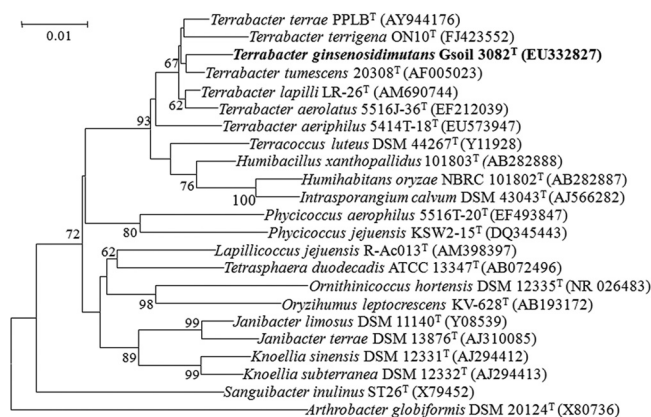 0.01
Terrabacter terrae PPLBᵀ (AY944176)
Terrabacter terrigena ON10ᵀ (FJ423552)
Terrabacter ginsenosidimutans Gsoil 3082ᵀ (EU332827)
67
Terrabacter tumescens 20308ᵀ (AF005023)
Terrabacter lapilli LR-26ᵀ (AM690744)
62
Terrabacter aerolatus 5516J-36ᵀ (EF212039)
93
Terrabacter aeriphilus 5414T-18ᵀ (EU573947)
Terracoccus luteus DSM 44267ᵀ (Y11928)
Humibacillus xanthopallidus 101803ᵀ (AB282888)
76
Humihabitans oryzae NBRC 101802ᵀ (AB282887)
100
Intrasporangium calvum DSM 43043ᵀ (AJ566282)
Phycicoccus aerophilus 5516T-20ᵀ (EF493847)
72
80
Phycicoccus jejuensis KSW2-15ᵀ (DQ345443)
62
Lapillicoccus jejuensis R-Ac013ᵀ (AM398397)
Tetrasphaera duodecadis ATCC 13347ᵀ (AB072496)
Ornithinicoccus hortensis DSM 12335ᵀ (NR 026483)
98
Oryzihumus leptocrescens KV-628ᵀ (AB193172)
99
Janibacter limosus DSM 11140ᵀ (Y08539)
Janibacter terrae DSM 13876ᵀ (AJ310085)
89
Knoellia sinensis DSM 12331ᵀ (AJ294412)
99
Knoellia subterranea DSM 12332ᵀ (AJ294413)
Sanguibacter inulinus ST26ᵀ (X79452)
Arthrobacter globiformis DSM 20124ᵀ (X80736)